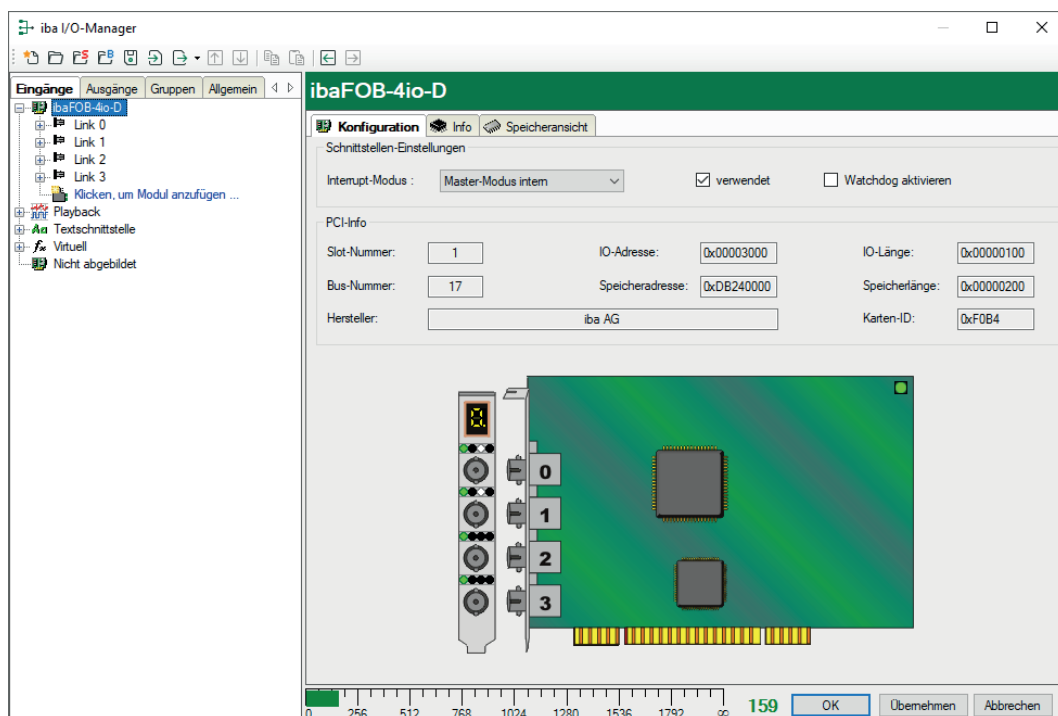 iba I/O-Manager
Eingänge Ausgänge Gruppen Allgemein
ibaFOB-4io-D
Link 0
Link 1
Link 2
Link 3
Klicken, um Modul anzufügen ...
Playback
Textschnittstelle
Virtuell
Nicht abgebildet
ibaFOB-4io-D
Konfiguration Info Speicheransicht
Schnittstellen-Einstellungen
Interrupt-Modus : Master-Modus intern verwendet Watchdog aktivieren
PCI-Info
Slot-Nummer: 1 IO-Adresse: 0x00003000 IO-Länge: 0x00000100
Bus-Nummer: 17 Speicheradresse: 0xDB240000 Speicherlänge: 0x00000200
Hersteller: iba AG Karten-ID: 0xF0B4
0
1
2
3
0 256 512 768 1024 1280 1536 1792 ∞ 159 OK Übernehmen Abbrechen